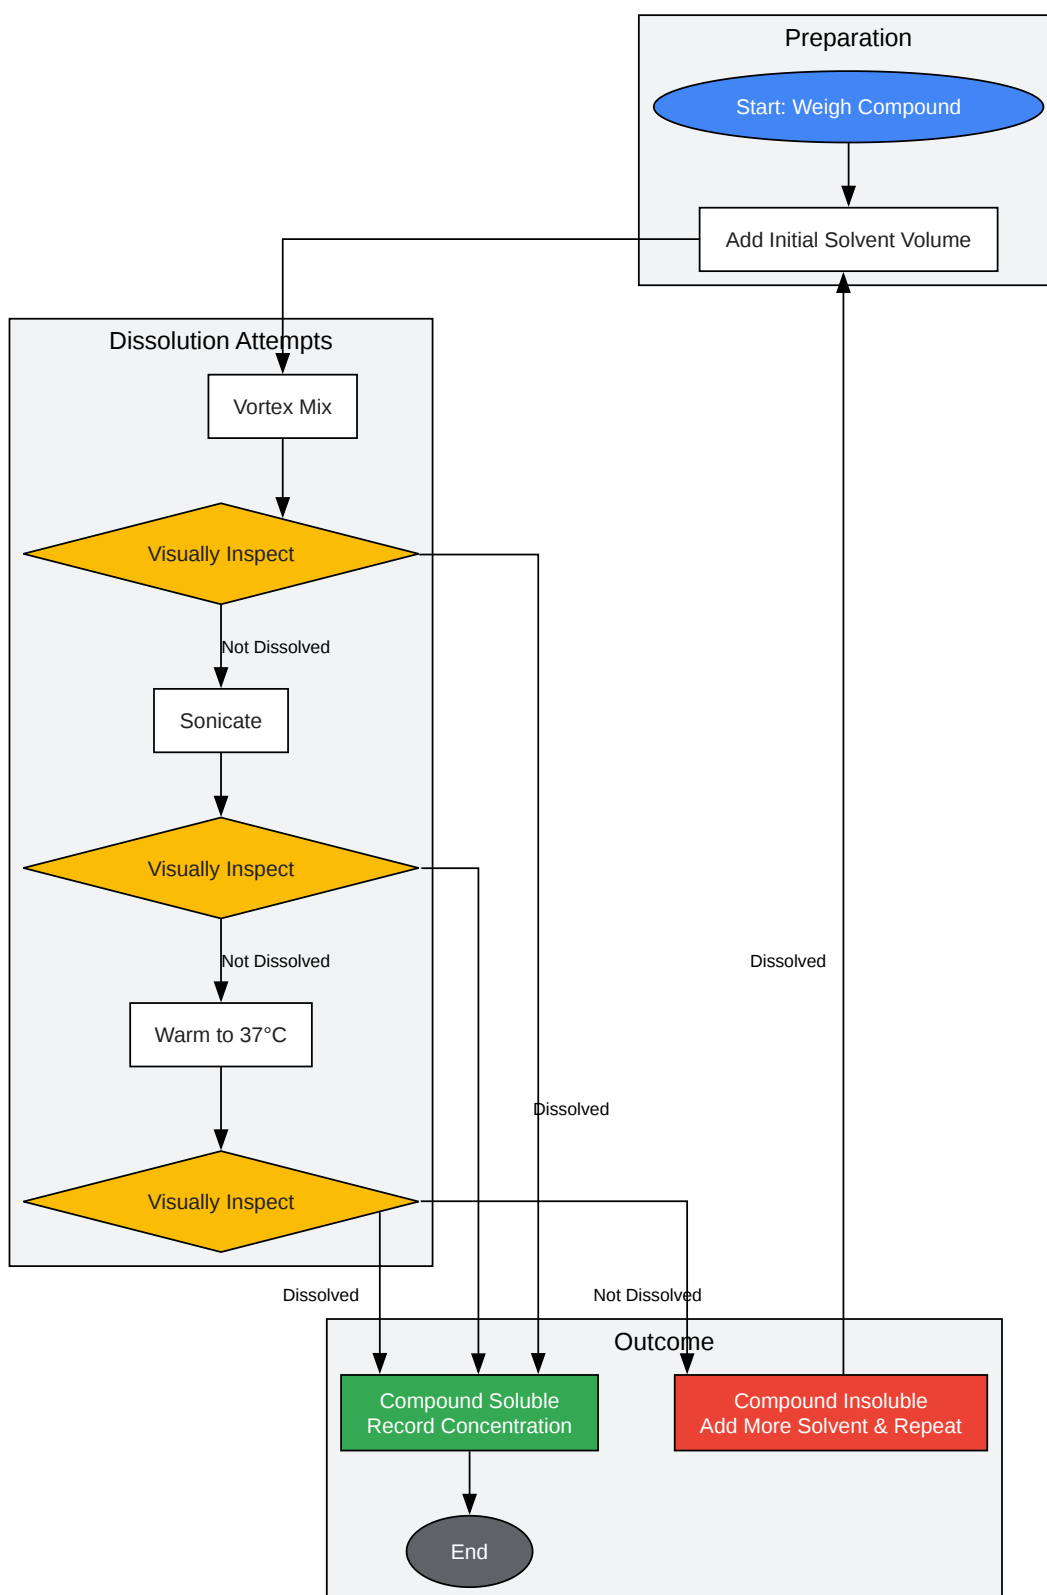 Preparation
Start: Weigh Compound
Add Initial Solvent Volume
Dissolution Attempts
Vortex Mix
Visually Inspect
Not Dissolved
Sonicate
Visually Inspect
Not Dissolved
Dissolved
Warm to 37°C
Dissolved
Visually Inspect
Dissolved
Not Dissolved
Outcome
Compound Soluble
Record Concentration
Compound Insoluble
Add More Solvent & Repeat
End